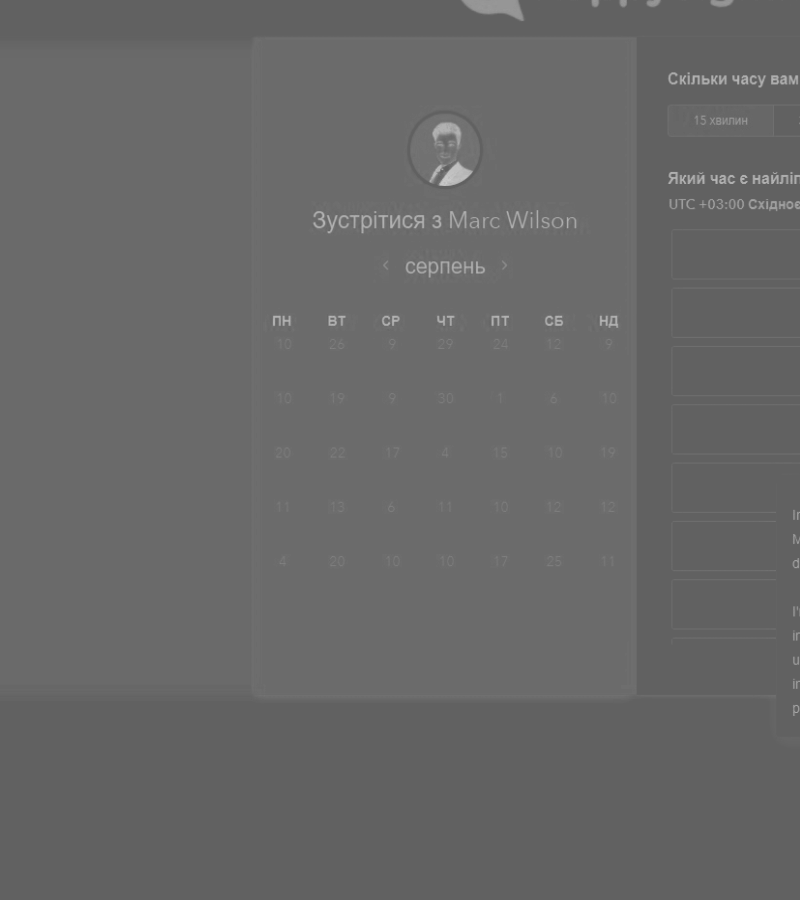 Зустрітися з Marc Wilson
серпень
ПН ВТ СР ЧТ ПТ СБ НД
10 26 9 29 24 12 9
10 19 9 30 1 6 10
20 22 17 4 15 10 19
11 13 6 11 10 12 12
4 20 10 10 17 25 11
Скільки часу вам
15 хвилин
Який час є
UTC +03:00